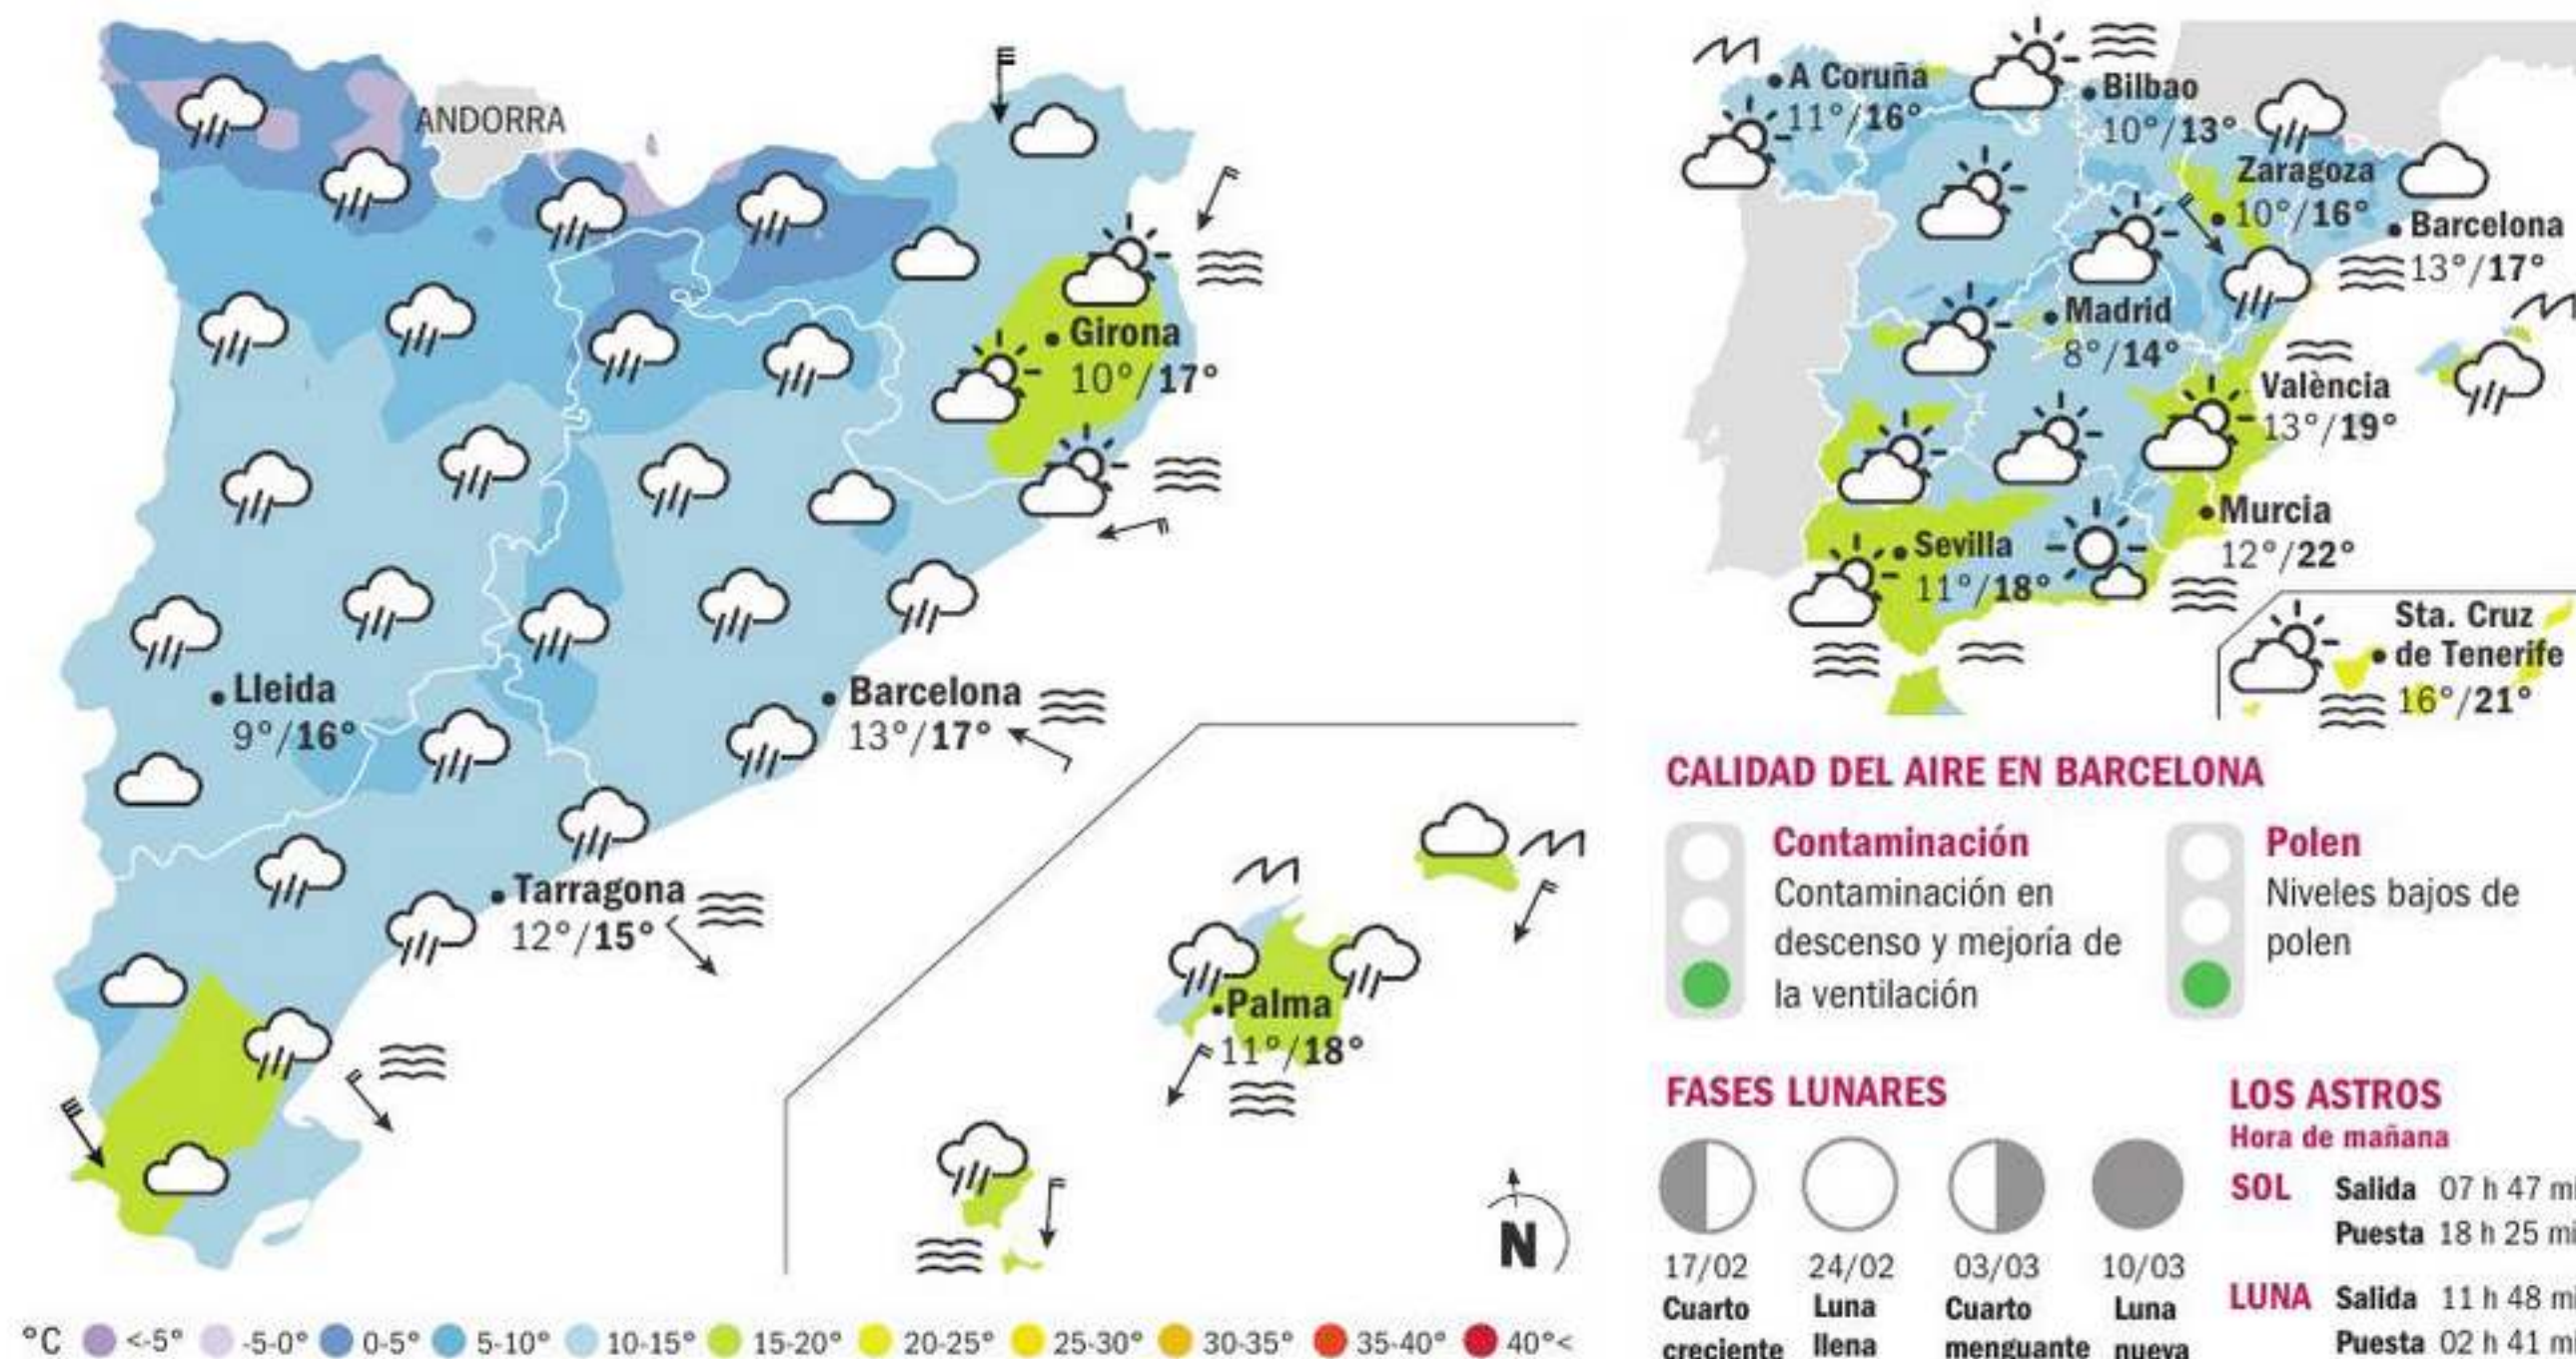 ANDORRA
Girona
10°/17°
Lleida
9°/16°
Barcelona
13°/17°
Tarragona
12°/15°
Palma
11°/18°
N
°C <-5° -5-0° 0-5° 5-10° 10-15° 15-20° 20-25° 25-30° 30-35° 35-40° 40°<
A Coruña
11°/16°
Bilbao
10°/13°
Zaragoza
10°/16°
Barcelona
13°/17°
Madrid
8°/14°
València
13°/19°
Murcia
12°/22°
Sevilla
11°/18°
Sta. Cruz
de Tenerife
16°/21°
CALIDAD DEL AIRE EN BARCELONA
Contaminación
Contaminación en
descenso y mejoría de
la ventilación
Polen
Niveles bajos de
polen
FASES LUNARES
17/02 24/02 03/03 10/03
Cuarto Luna Cuarto Luna
creciente llena menguante nueva
LOS ASTROS
Hora de mañana
SOL Salida 07 h 47 mi
Puesta 18 h 25 mi
LUNA Salida 11 h 48 mi
Puesta 02 h 41 mi